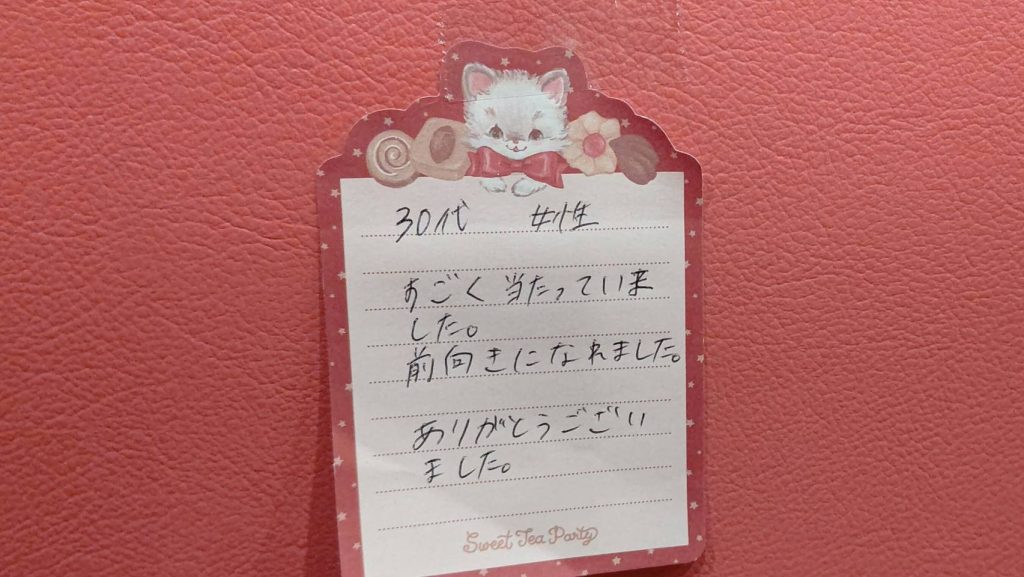 30代 女性
すごく当たってい来
した。
前向きになれました。
ありがとうござい
ました。
Sweet Tea Party